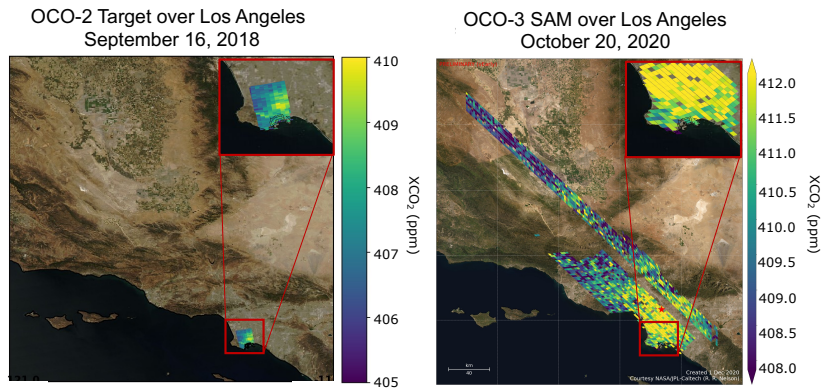 OCO-2 Target over Los Angeles
September 16, 2018
410
409
408
407
406
405
XCO₂ (ppm)
OCO-3 SAM over Los Angeles
October 20, 2020
412.0
411.5
411.0
410.5
410.0
409.5
409.0
408.5
408.0
XCO₂ (ppm)
km
40
Created 1 Dec 2020
Courtesy NASA/JPL-Caltech (R. R. Nelson)